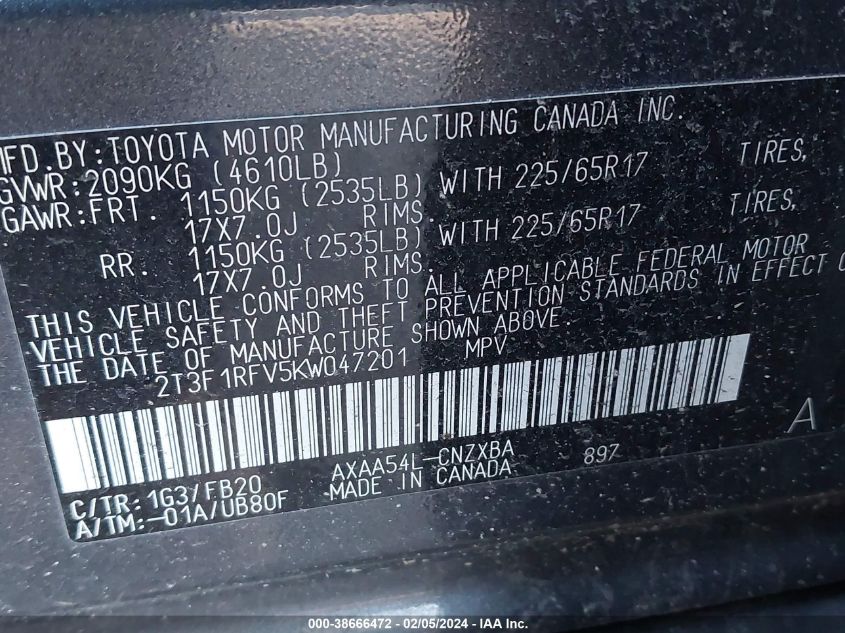 MFD. BY: TOYOTA MOTOR MANUFACTURING CANADA INC.
GVWR: 2090KG (4610LB)
GAWR: FRT. 1150KG (2535LB) WITH 225/65R17 TIRES,
17X7.0J RIMS.
RR. 1150KG (2535LB) WITH 225/65R17 TIRES,
17X7.0J RIMS.
THIS VEHICLE CONFORMS TO ALL APPLICABLE FEDERAL MOTOR
VEHICLE SAFETY AND THEFT PREVENTION STANDARDS IN EFFECT
THE DATE OF MANUFACTURE SHOWN ABOVE.
2T3F1RFV5KW047201 MPV
A
AXAA54L-CNZXBA 897
C/TR: 1G3/FB20 MADE IN CANADA
A/TM: -01A/UB80F
000-38666472 - 02/05/2024 - IAA Inc.